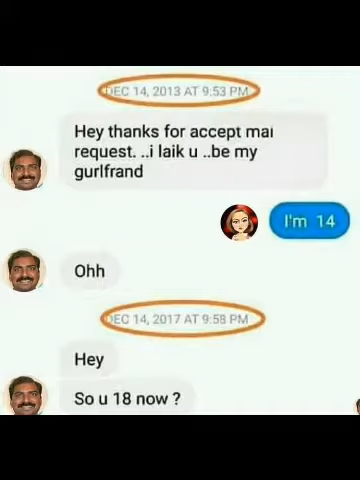 DEC 14, 2013 AT 9:53 PM
Hey thanks for accept mai
request. ..i laik u ..be my
gurlfrand
I'm 14
Ohh
DEC 14, 2017 AT 9:58 PM
Hey
So u 18 now ?